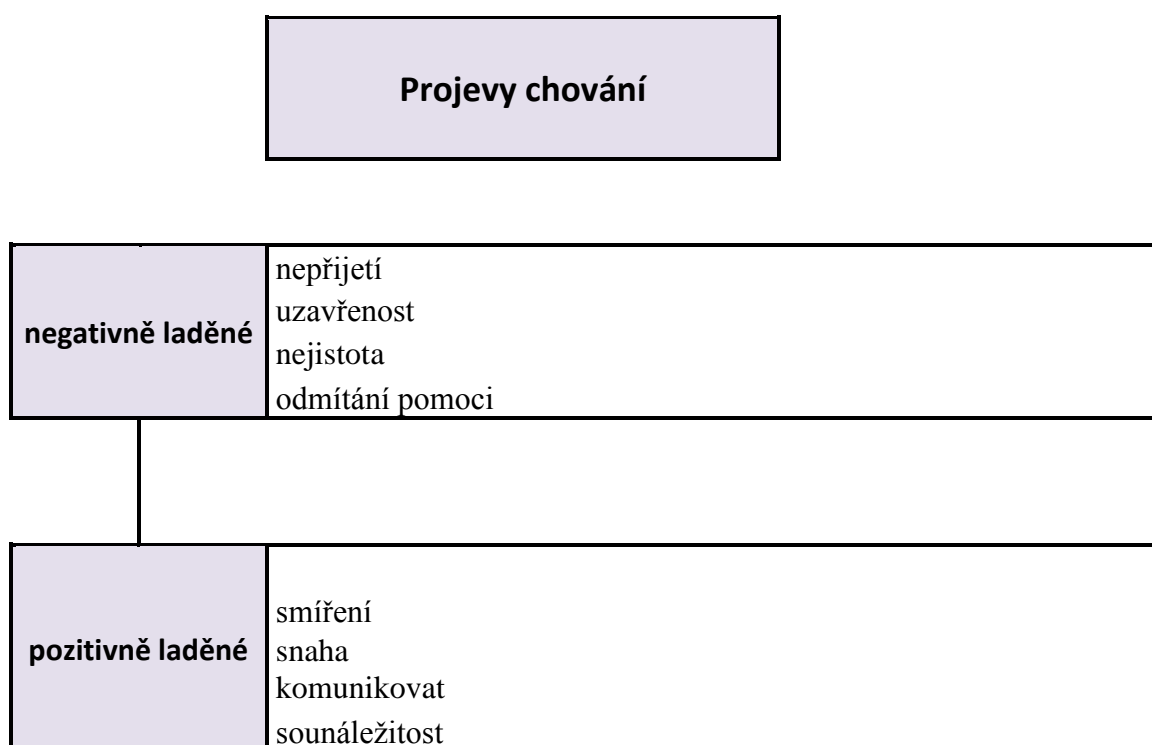 Projevy chování
negativně laděné
nepřijetí
uzavřenost
nejistota
odmítání pomoci
pozitivně laděné
smíření
snaha
komunikovat
sounáležitost